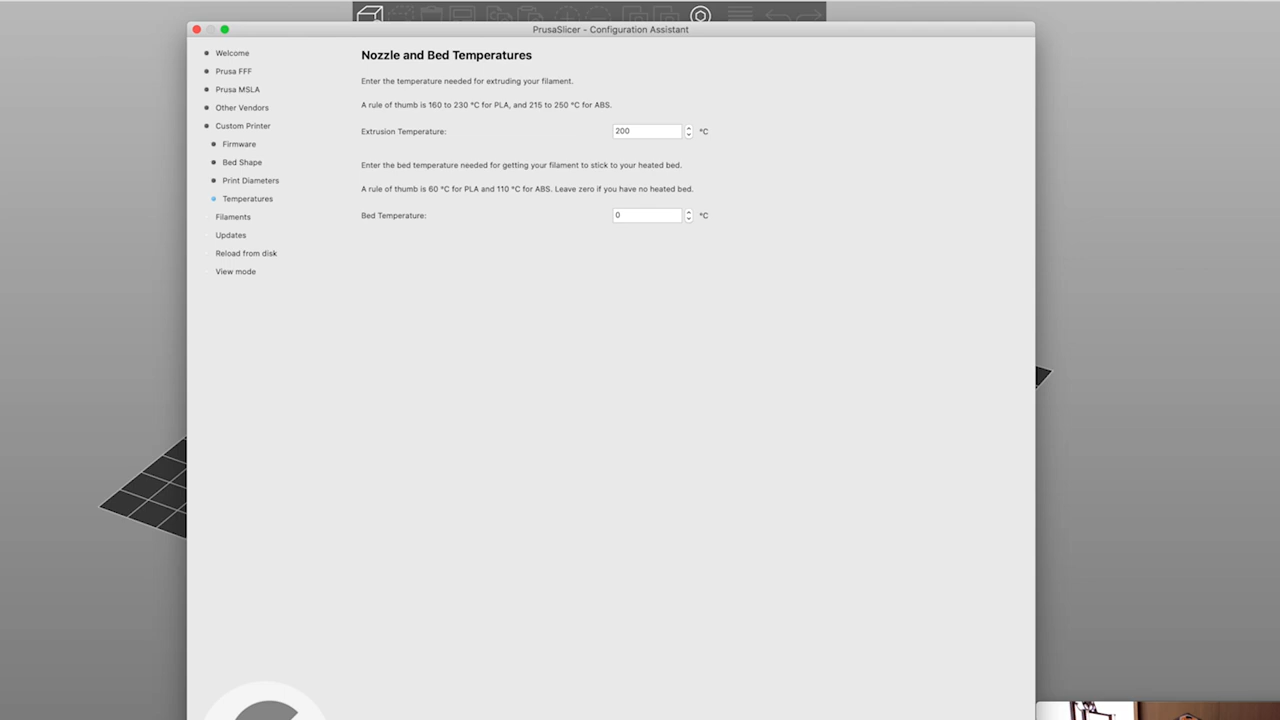 PrusaSlicer - Configuration Assistant
Welcome
Prusa FFF
Prusa MSLA
Other Vendors
Custom Printer
Firmware
Bed Shape
Print Diameters
Temperatures
Filaments
Updates
Reload from disk
View mode
Nozzle and Bed Temperatures
Enter the temperature needed for extruding your filament.
A rule of thumb is 160 to 230 °C for PLA, and 215 to 250 °C for ABS.
Extrusion Temperature: 200 °C
Enter the bed temperature needed for getting your filament to stick to your heated bed.
A rule of thumb is 60 °C for PLA and 110 °C for ABS. Leave zero if you have no heated bed.
Bed Temperature: 0 °C